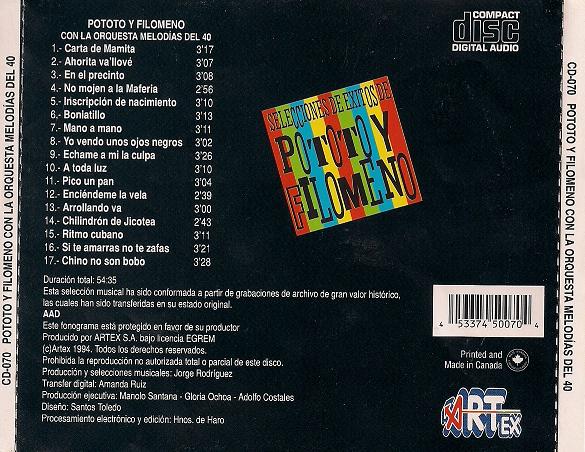 POTOTO Y FILOMENO
CON LA ORQUESTA MELODÍAS DEL 40
1.- Carta de Mamita 3'17
2.- Ahorita va'llové 3'07
3.- En el precinto 3'08
4.- No mojen a la Maferia 2'56
5.- Inscripción de nacimiento 3'10
6.- Bonlatillo 3'13
7.- Mano a mano 3'11
8.- Yo vendo unos ojos negros 3'02
9.- Echame a mi la culpa 3'26
10.- A toda luz 3'10
11.- Pico un pan 3'04
12.- Enciéndeme la vela 2'39
13.- Arrollando va 3'00
14.- Chilindrón de Jicotea 2'43
15.- Ritmo cubano 3'11
16.- Si te amarras no te zafas 3'21
17.- Chino no son bobo 3'28
Duración total: 54:35
Esta selección musical ha sido conformada a partir de grabaciones de archivo de gran valor histórico,
las cuales han sido transferidas en su estado original.
AAD
Este fonograma está protegido en favor de su productor
Producido por ARTEX S.A. bajo licencia EGREM
(c)Artex 1994. Todos los derechos reservados.
Prohibida la reproducción no autorizada total o parcial de este disco.
Producción y selecciones musicales: Jorge Rodríguez
Transfer digital: Amanda Ruiz
Producción ejecutiva: Manolo Santana - Gloria Ochoa - Adolfo Costales
Diseño: Santos Toledo
Procesamiento electrónico y edición: Hnos. de Haro
COMPACT
disc
DIGITAL AUDIO
SELECCIONES DE EXITOS DE
POTOTO Y
FILOMENO
4 53374 50070 4
Printed and
Made in Canada
ARTEX
CD-070 POTOTO Y FILOMENO CON LA ORQUESTA MELODÍAS DEL 40
CD-070 POTOTO Y FILOMENO CON LA ORQUESTA MELODÍAS DEL 40